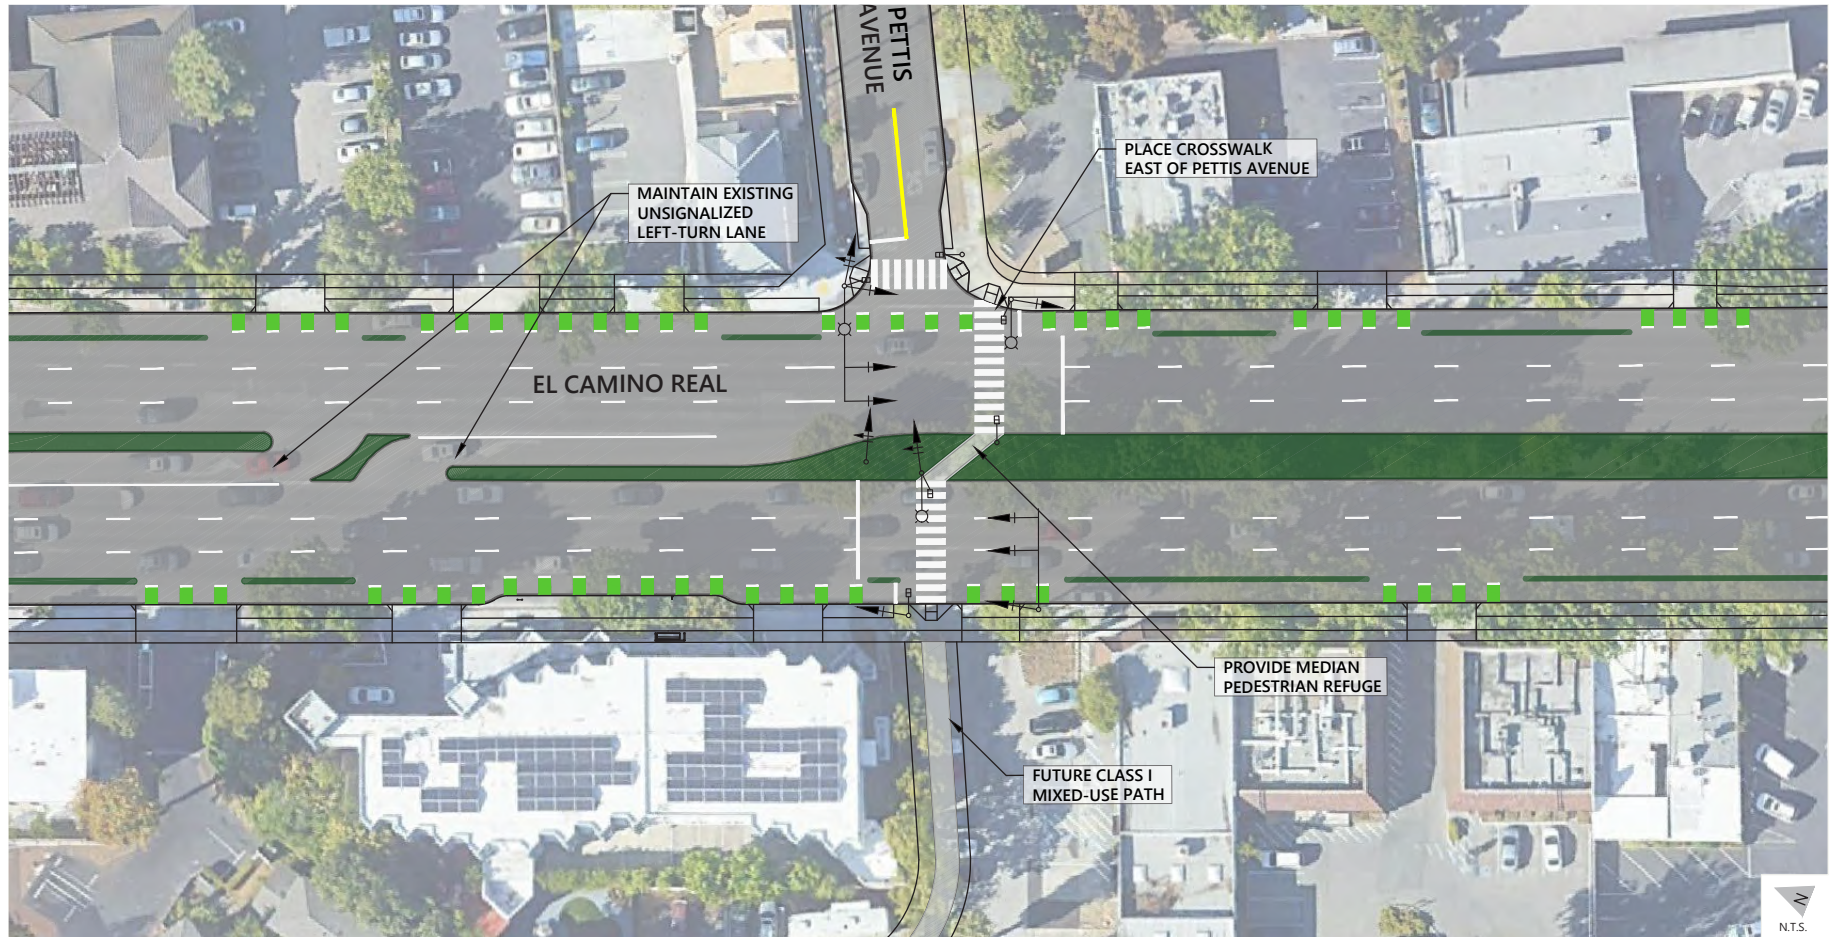 PETTIS
AVENUE
PLACE CROSSWALK
EAST OF PETTIS AVENUE
MAINTAIN EXISTING
UNSIGNALIZED
LEFT-TURN LANE
EL CAMINO REAL
PROVIDE MEDIAN
PEDESTRIAN REFUGE
FUTURE CLASS I
MIXED-USE PATH
N
N.T.S.